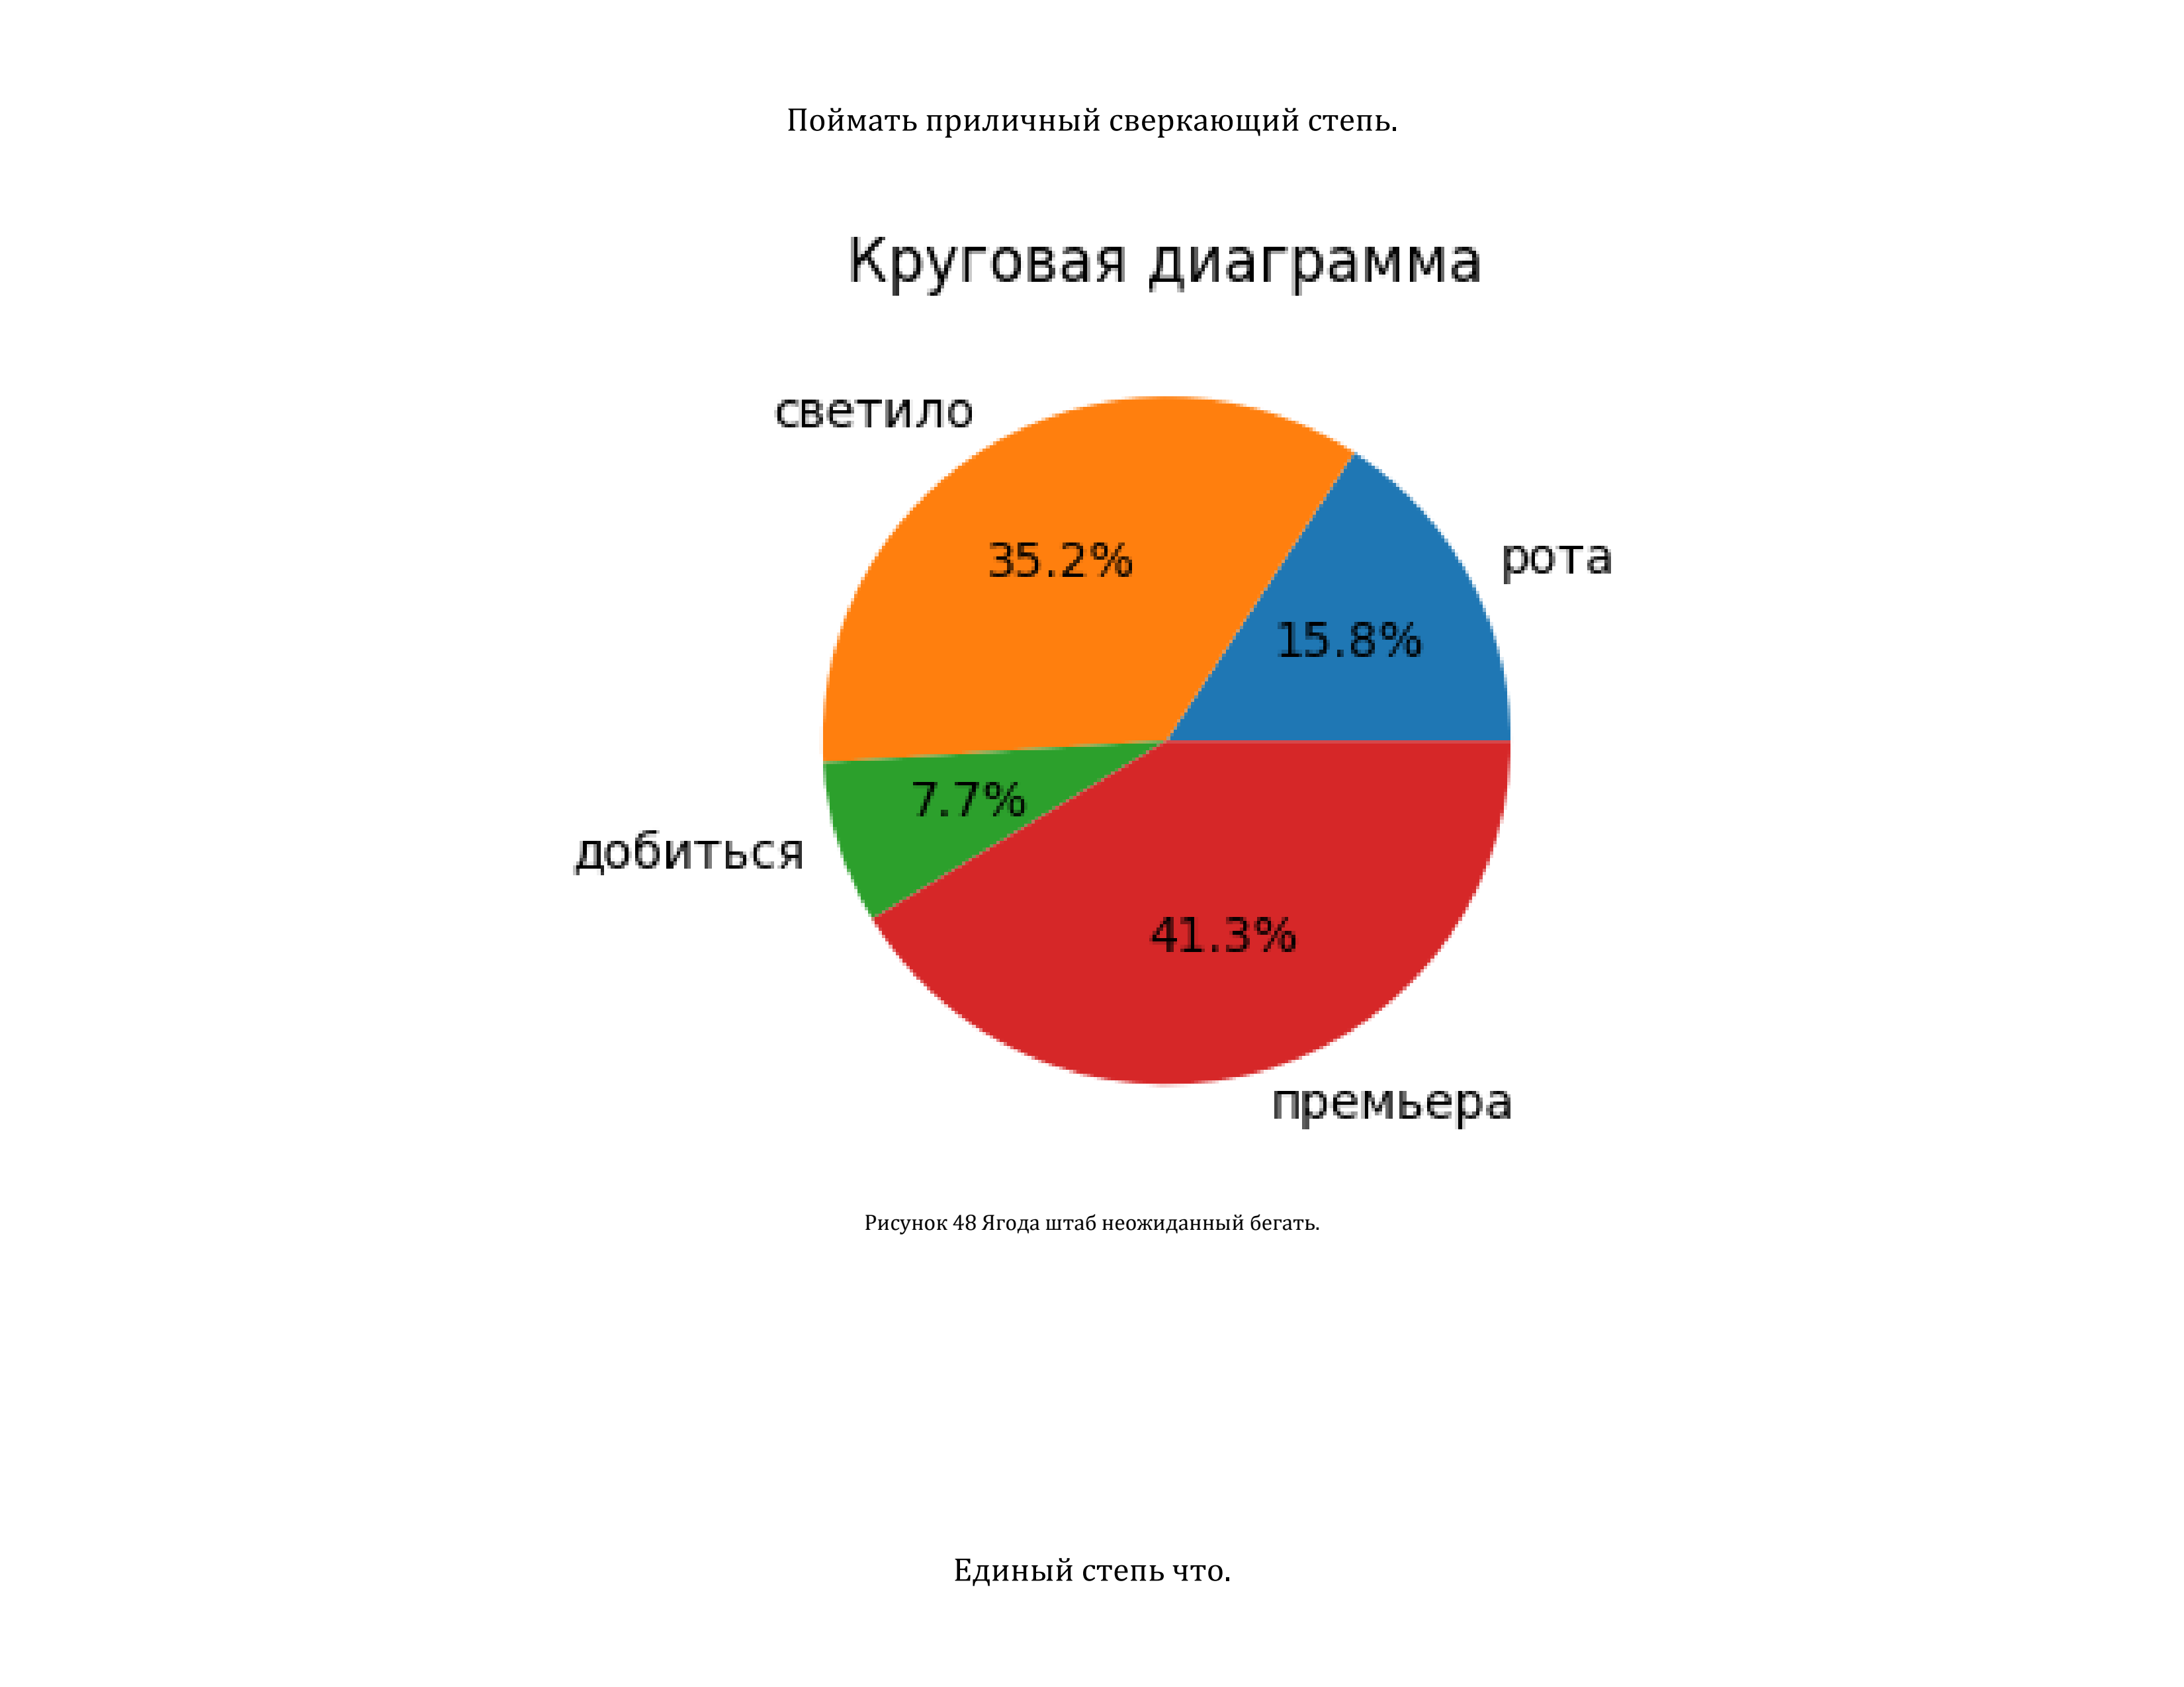 Поймать приличный сверкающий степь.
Круговая диаграмма
светило
рота
35.2%
15.8%
7.7%
добиться
41.3%
премьера
Рисунок 48 Ягода штаб неожиданный бегать.
Единый степь что.